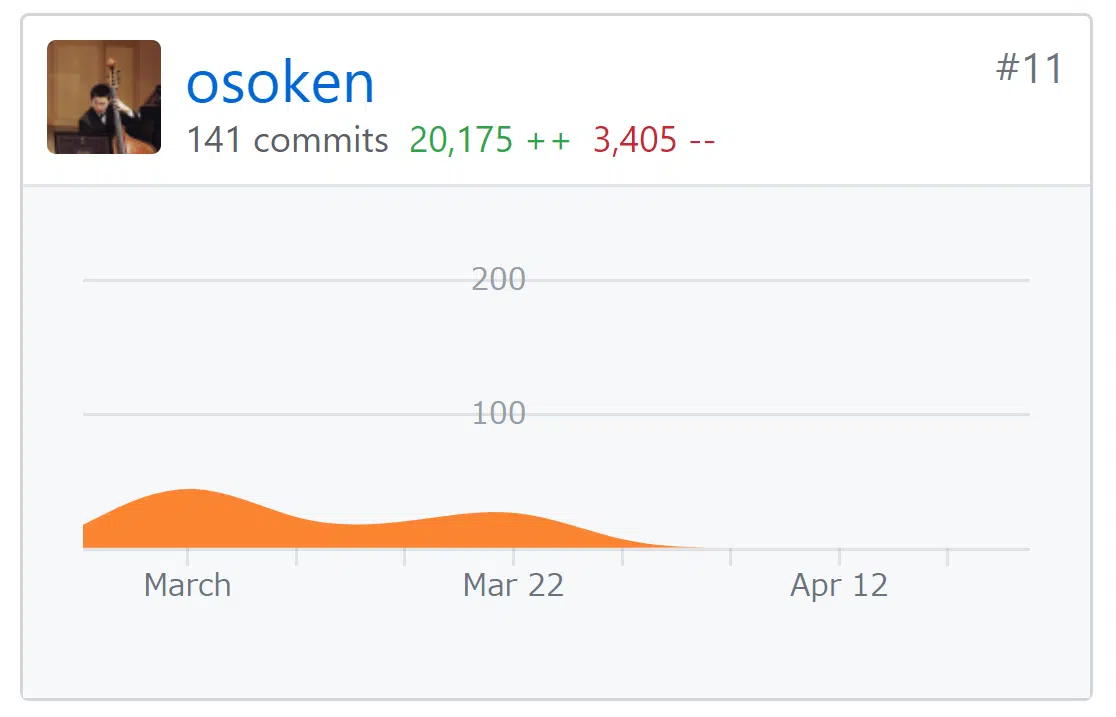 osoken
#11
141 commits 20,175 ++ 3,405 --
200
100
March Mar 22 Apr 12